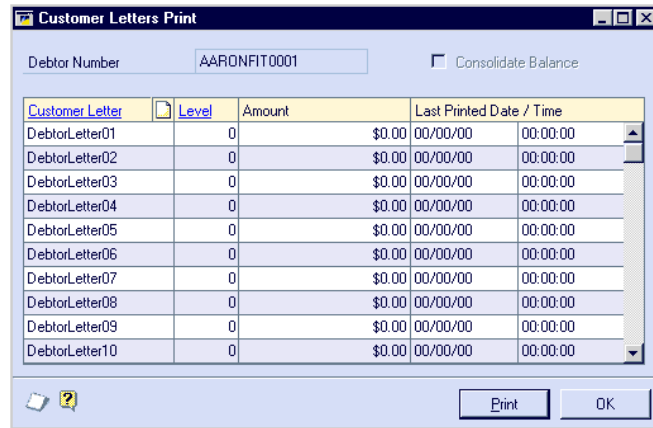 Customer Letters Print
Debtor Number AARONFIT0001 Consolidate Balance
Customer Letter Level Amount Last Printed Date / Time
DebtorLetter01 0 $0.00 00/00/00 00:00:00
DebtorLetter02 0 $0.00 00/00/00 00:00:00
DebtorLetter03 0 $0.00 00/00/00 00:00:00
DebtorLetter04 0 $0.00 00/00/00 00:00:00
DebtorLetter05 0 $0.00 00/00/00 00:00:00
DebtorLetter06 0 $0.00 00/00/00 00:00:00
DebtorLetter07 0 $0.00 00/00/00 00:00:00
DebtorLetter08 0 $0.00 00/00/00 00:00:00
DebtorLetter09 0 $0.00 00/00/00 00:00:00
DebtorLetter10 0 $0.00 00/00/00 00:00:00
Print OK